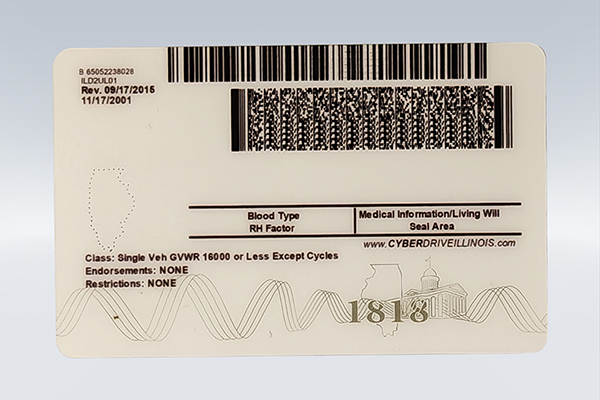 B 65052238028
ILD2UL01
Rev. 09/17/2015
11/17/2001
Blood Type
RH Factor
Medical Information/Living Will
Seal Area
www.CYBERDRIVEILLINOIS.com
Class: Single Veh GVWR 16000 or Less Except Cycles
Endorsements: NONE
Restrictions: NONE
1818